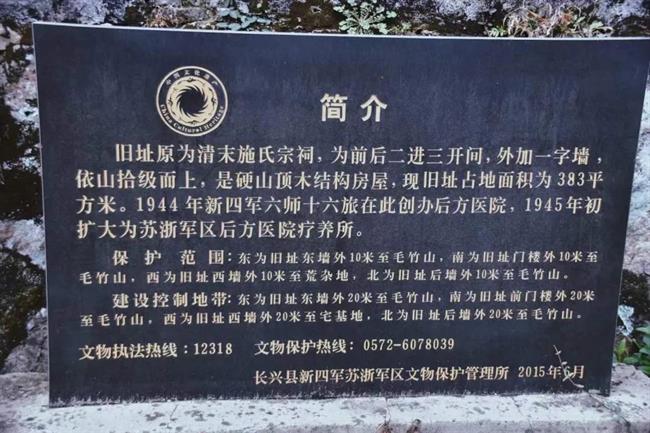 中国文化遗产
China Cultural Heritage
简介
旧址原为清末施氏宗祠，为前后二进三开间，外加一字墙，
依山拾级而上，是硬山顶木结构房屋，现旧址占地面积为383平
方米。1944年新四军六师十六旅在此创办后方医院，1945年初
扩大为苏浙军区后方医院疗养所。
保护范围：东为旧址东墙外10米至毛竹山，南为旧址门楼外10米至
毛竹山，西为旧址西墙外10米至荒杂地，北为旧址后墙外10米至毛竹山。
建设控制地带：东为旧址东墙外20米至毛竹山，南为旧址前门楼外20米
至毛竹山，西为旧址西墙外20米至宅基地，北为旧址后墙外20米至毛竹山。
文物执法热线：12318 文物保护热线：0572-6078039
长兴县新四军苏浙军区文物保护管理所 2015年6月